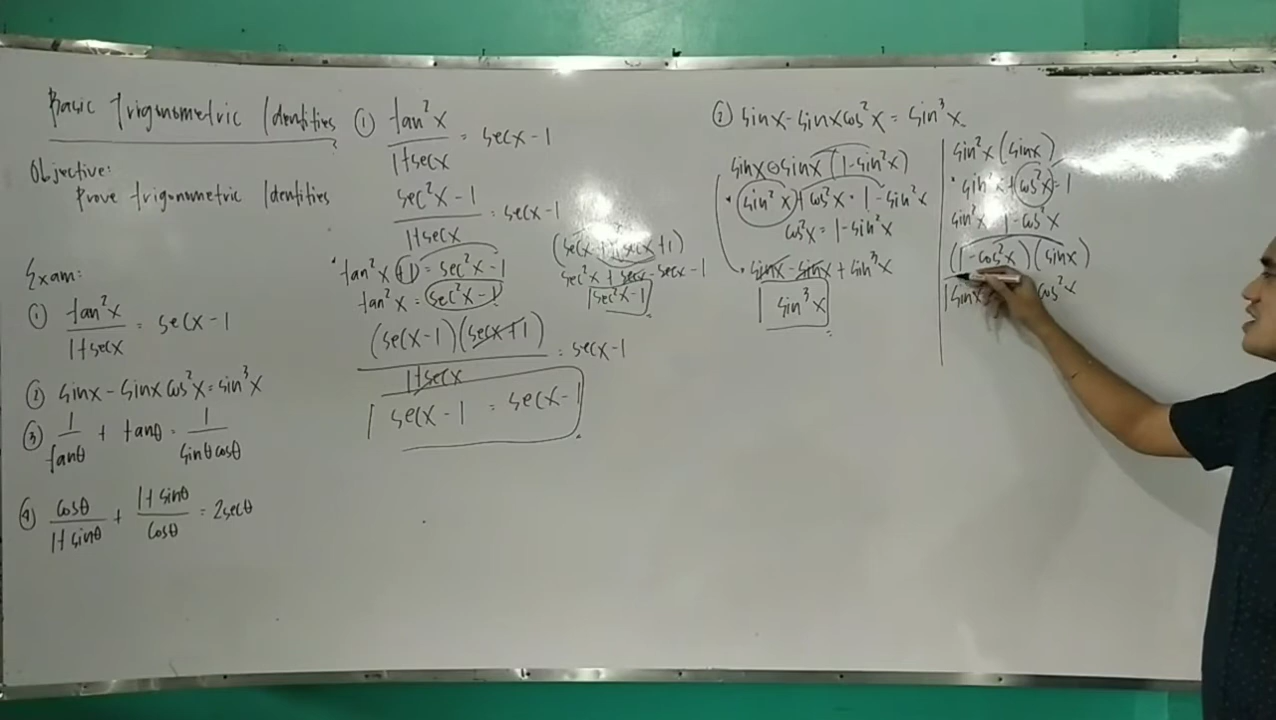 Basic Trigonometric Identities
Objective:
Prove trigonometric Identities
Exam:
① tan²x / 1+secx = secx - 1
② sinx - sinx cos²x = sin³x
③ 1 / tanθ + tanθ = 1 / sinθcosθ
④ cosθ / 1+sinθ + 1+sinθ / cosθ = 2secθ
① tan²x / 1+secx = secx - 1
sec²x - 1 / 1+secx = secx - 1
tan²x + 1 = sec²x - 1
tan²x = sec²x - 1
(secx - 1)(secx + 1) / 1+secx = secx - 1
secx - 1 = secx - 1
(secx - 1)(secx + 1)
sec²x + secx - secx - 1
sec²x - 1
② sinx - sinxcos²x = sin³x
sinx - sinx (1 - sin²x)
• sin²x + cos²x = 1 - sin²x
cos²x = 1 - sin²x
• sinx - sinx + sin³x
sin³x
sin²x (sinx)
• sin²x + cos²x = 1
sin²x = 1 - cos²x
(1 - cos²x)(sinx)
sinx cos²x